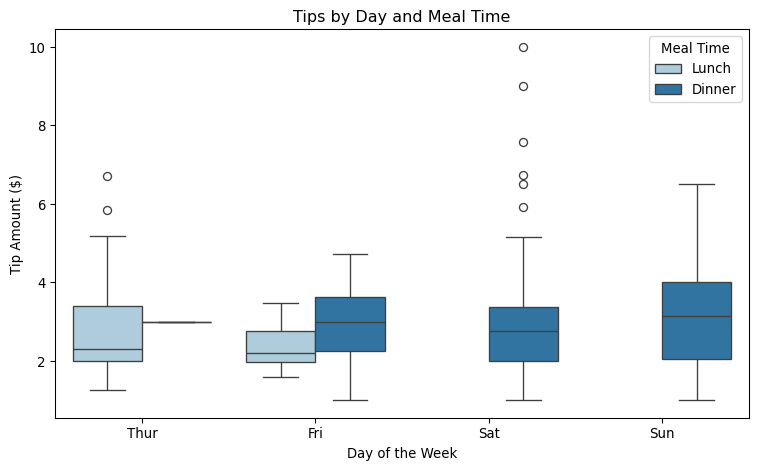 Tips by Day and Meal Time
Meal Time
Lunch
Dinner
Tip Amount ($)
10
8
6
4
2
Thur
Fri
Sat
Sun
Day of the Week